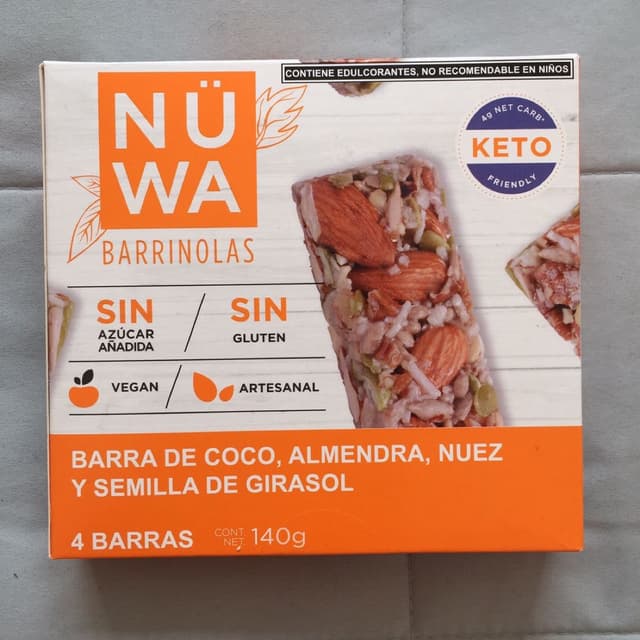 CONTIENE EDULCORANTES, NO RECOMENDABLE EN NIÑOS
NÜ
WA
BARRINOLAS
4g NET CARB*
KETO
FRIENDLY
SIN
AZÚCAR
AÑADIDA
SIN
GLUTEN
VEGAN
ARTESANAL
BARRA DE COCO, ALMENDRA, NUEZ
Y SEMILLA DE GIRASOL
4 BARRAS
CONT.
NET.
140g